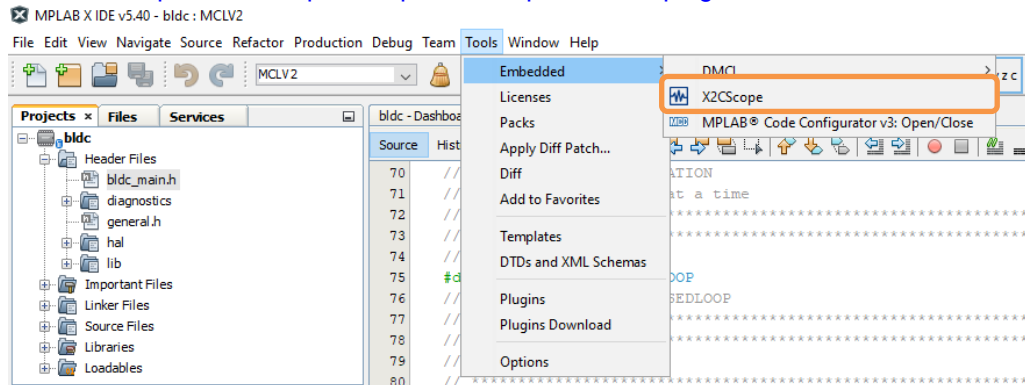 MPLAB X IDE v5.40 - bldc : MCLV2
File Edit View Navigate Source Refactor Production Debug Team Tools Window Help
MCLV2
Projects × Files Services
bldc
Header Files
bldc_main.h
diagnostics
general.h
hal
lib
Important Files
Linker Files
Source Files
Libraries
Loadables
bldc - Dashboa
Source Hist
70 // ATION
71 // at a time
72 // **************************************
73 // **************************************
74 //
75 #d OOP
76 // SEDLOOP
77 // **************************************
78 // **************************************
79 //
80 // **************************************
Embedded
Licenses
Packs
Apply Diff Patch...
Diff
Add to Favorites
Templates
DTDs and XML Schemas
Plugins
Plugins Download
Options
DMCI
X2CScope
MPLAB® Code Configurator v3: Open/Close
z c